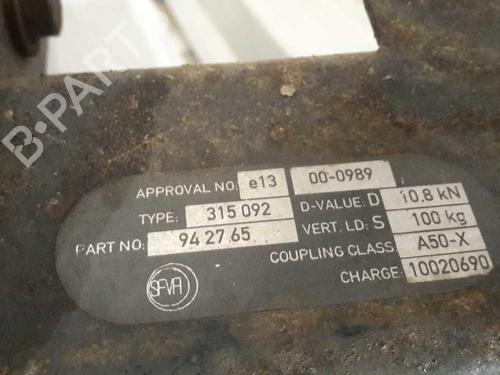 B-PARTS
APPROVAL NO: e13 00-0989
TYPE: 315 092 D-VALUE: D 10.8 kN
PART NO: 94 27 65 VERT. LD: S 100 kg
COUPLING CLASS: A50-X
CHARGE: 10020690